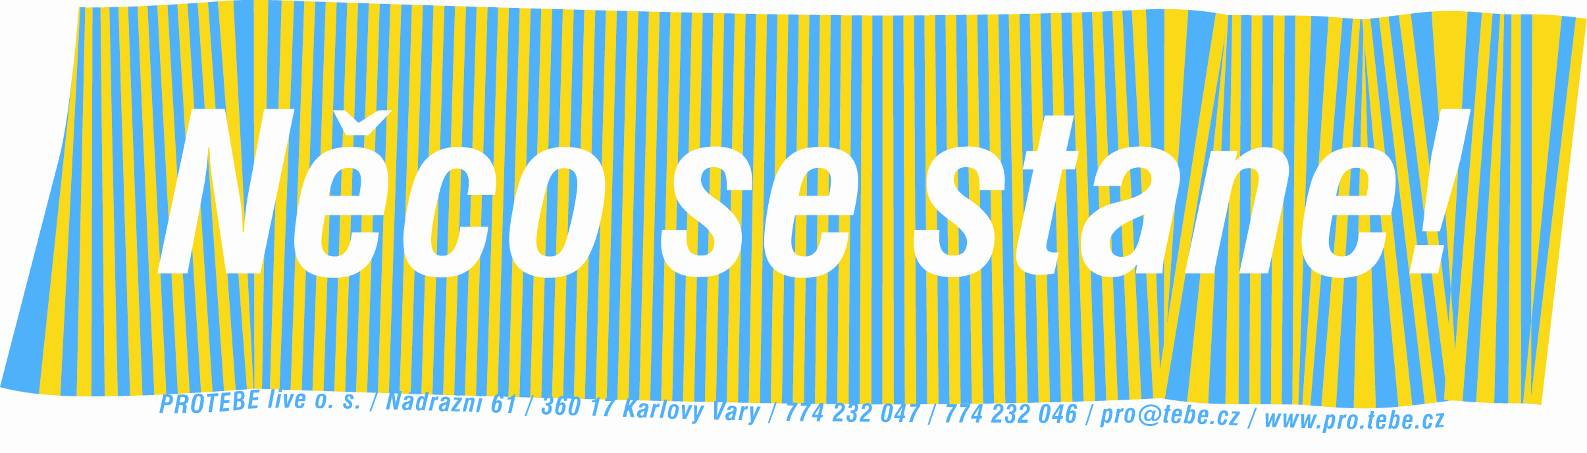 Něco se stane!
PROTEBE live o. s. / Nádražní 61 / 360 17 Karlovy Vary / 774 232 047 / 774 232 046 / pro@tebe.cz / www.pro.tebe.cz